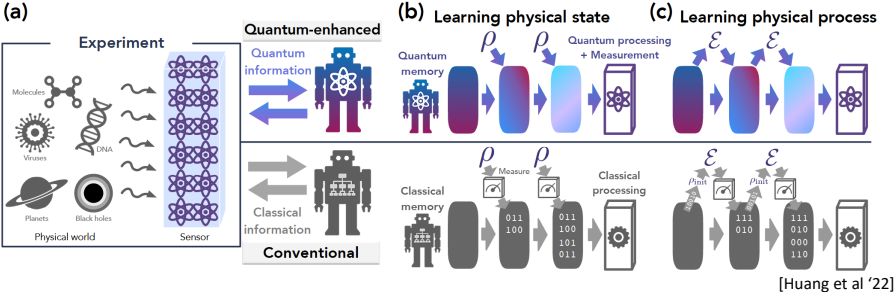 (a)
Experiment
Molecules
Viruses
DNA
Planets
Black holes
Physical world
Sensor
Quantum-enhanced
Quantum
information
Classical
information
Conventional
(b) Learning physical state
Quantum
memory
ρ
ρ
Quantum processing
+ Measurement
Classical
memory
ρ
Measure
ρ
011
100
011
100
101
011
Classical
processing
(c) Learning physical process
ℰ
ℰ
ρinit
ℰ
ρinit
ℰ
111
010
111
010
000
110
[Huang et al ‘22]